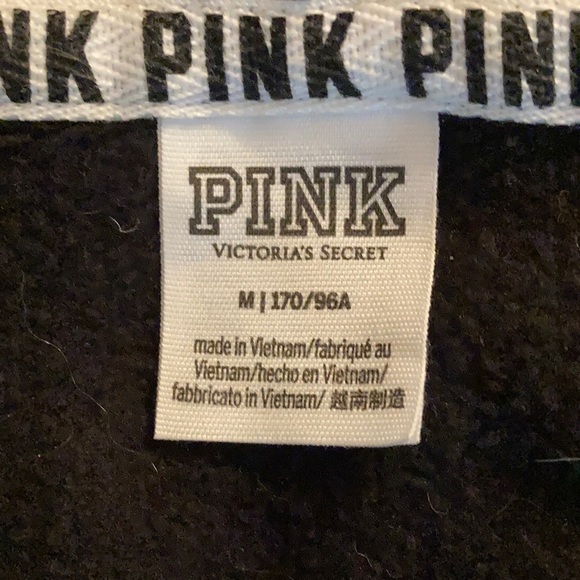 NK PINK PIN
PINK
VICTORIA'S SECRET
M | 170/96A
made in Vietnam/fabriqué au
Vietnam/hecho en Vietnam/
fabbricato in Vietnam/ 越南制造